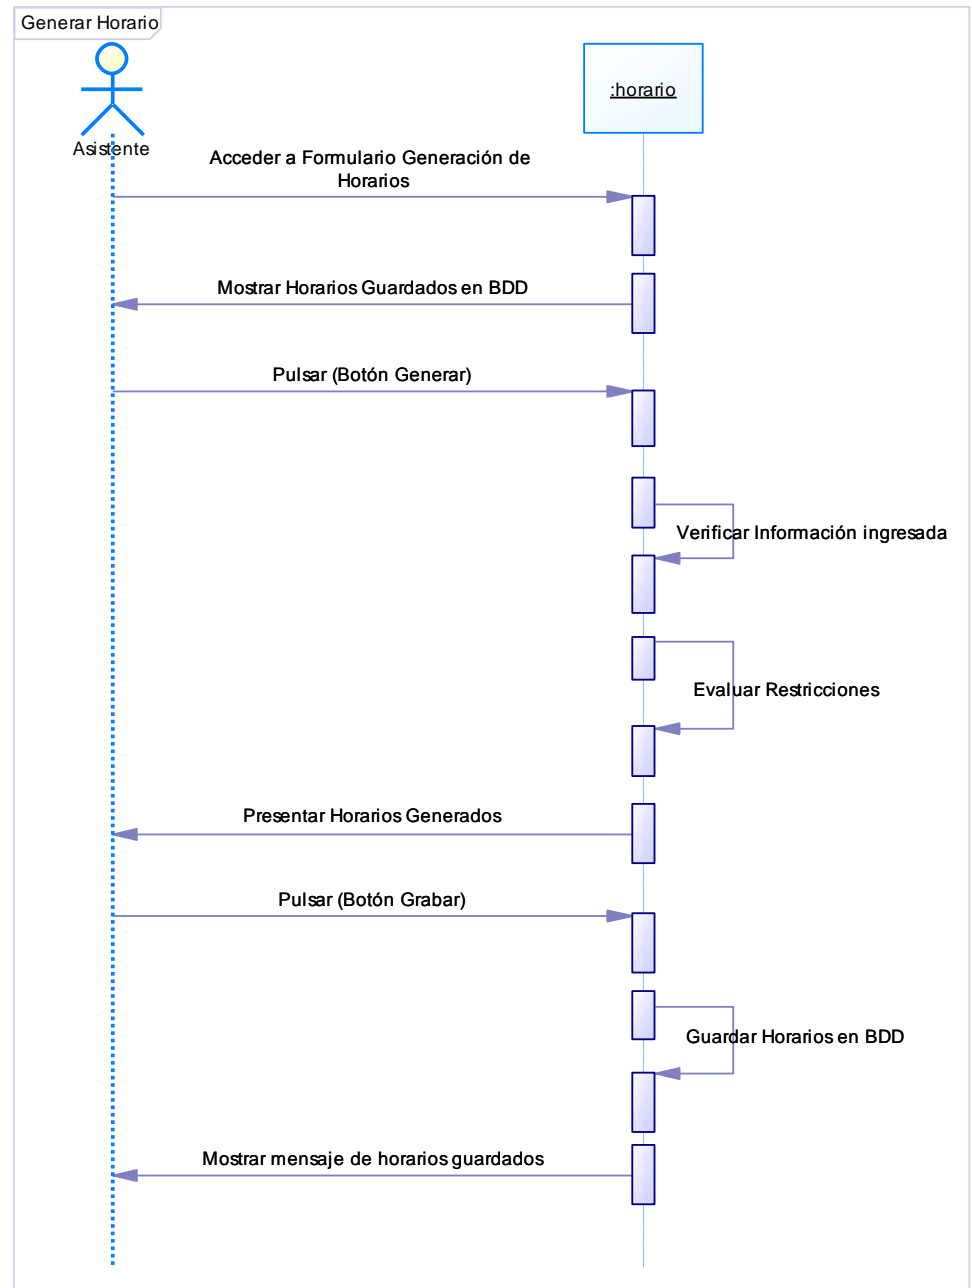 Generar Horario
:horario
Asistente
Acceder a Formulario Generación de
Horarios
Mostrar Horarios Guardados en BDD
Pulsar (Botón Generar)
Verificar Información ingresada
Evaluar Restricciones
Presentar Horarios Generados
Pulsar (Botón Grabar)
Guardar Horarios en BDD
Mostrar mensaje de horarios guardados